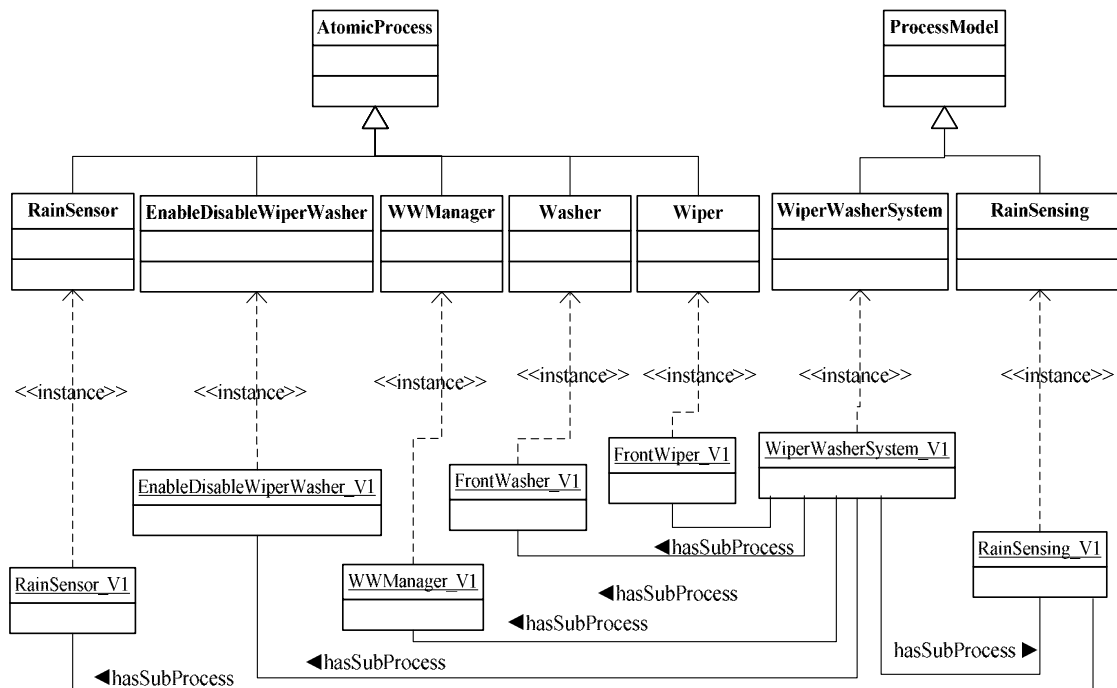 AtomicProcess
ProcessModel
RainSensor
EnableDisableWiperWasher
WWManager
Washer
Wiper
WiperWasherSystem
RainSensing
<<instance>>
<<instance>>
<<instance>>
<<instance>>
<<instance>>
<<instance>>
<<instance>>
FrontWiper_V1
WiperWasherSystem_V1
EnableDisableWiperWasher_V1
FrontWasher_V1
RainSensing_V1
RainSensor_V1
WWManager_V1
◄hasSubProcess
◄hasSubProcess
◄hasSubProcess
◄hasSubProcess
hasSubProcess ►
◄hasSubProcess